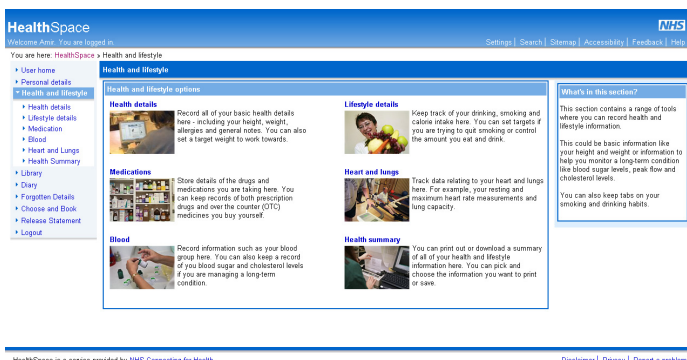 HealthSpace
NHS
Welcome Amir. You are logged in.
Settings | Search | Sitemap | Accessibility | Feedback | Help
You are here: HealthSpace » Health and lifestyle
User home
Personal details
Health and lifestyle
Health details
Lifestyle details
Medication
Blood
Heart and Lungs
Health Summary
Library
Diary
Forgotten Details
Choose and Book
Release Statement
Logout
Health and lifestyle
Health and lifestyle options
Health details
Record all of your basic health details
here - including your height, weight,
allergies and general notes. You can also
set a target weight to work towards.
Lifestyle details
Keep track of your drinking, smoking and
calorie intake here. You can set targets if
you are trying to quit smoking or control
the amount you eat and drink.
Medications
Store details of the drugs and
medications you are taking here. You
can keep records of both prescription
drugs and over the counter (OTC)
medicines you buy yourself.
Heart and lungs
Track data relating to your heart and lungs
here. For example, your resting and
maximum heart rate measurements and
lung capacity.
Blood
Record information such as your blood
group here. You can also keep a record
of you blood sugar and cholesterol levels
if you are managing a long-term
condition.
Health summary
You can print out or download a summary
of all of your health and lifestyle
information here. You can pick and
choose the information you want to print
or save.
What's in this section?
This section contains a range of tools
where you can record health and
lifestyle information.
This could be basic information like
your height and weight or information to
help you monitor a long-term condition
like blood sugar levels, peak flow and
cholesterol levels.
You can also keep tabs on your
smoking and drinking habits.
HealthSpace is a service provided by NHS Connecting for Health
Disclaimer | Privacy | Report a problem